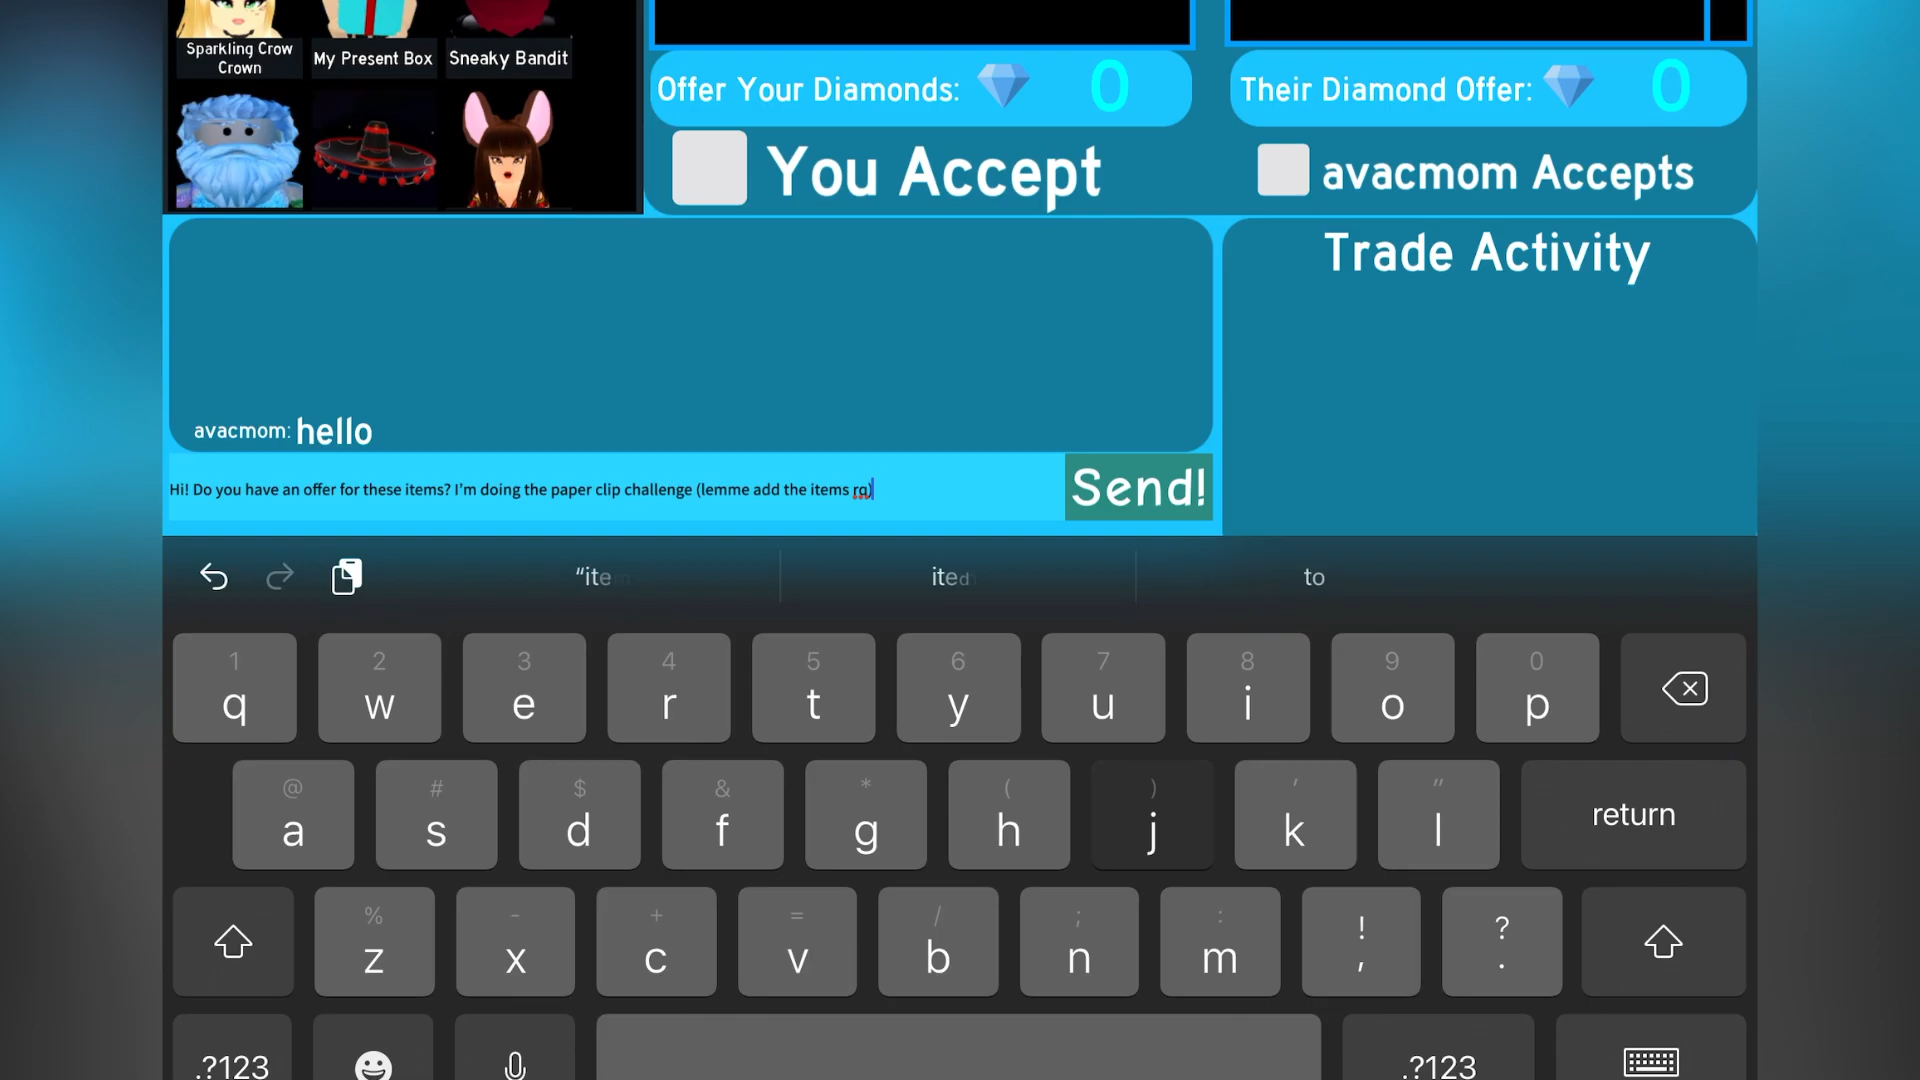 Sparkling Crow
Crown
My Present Box
Sneaky Bandit
Offer Your Diamonds: 0
Their Diamond Offer: 0
You Accept
avacmom Accepts
Trade Activity
avacmom: hello
Hi! Do you have an offer for these items? I'm doing the paper clip challenge (lemme add the items rq)
Send!
“ite
ited
to
1 2 3 4 5 6 7 8 9 0
q w e r t y u i o p
@ # $ & * ( ) ' "
a s d f g h j k l return
% - + = / ; : ! ?
z x c v b n m , .
.?123 .?123